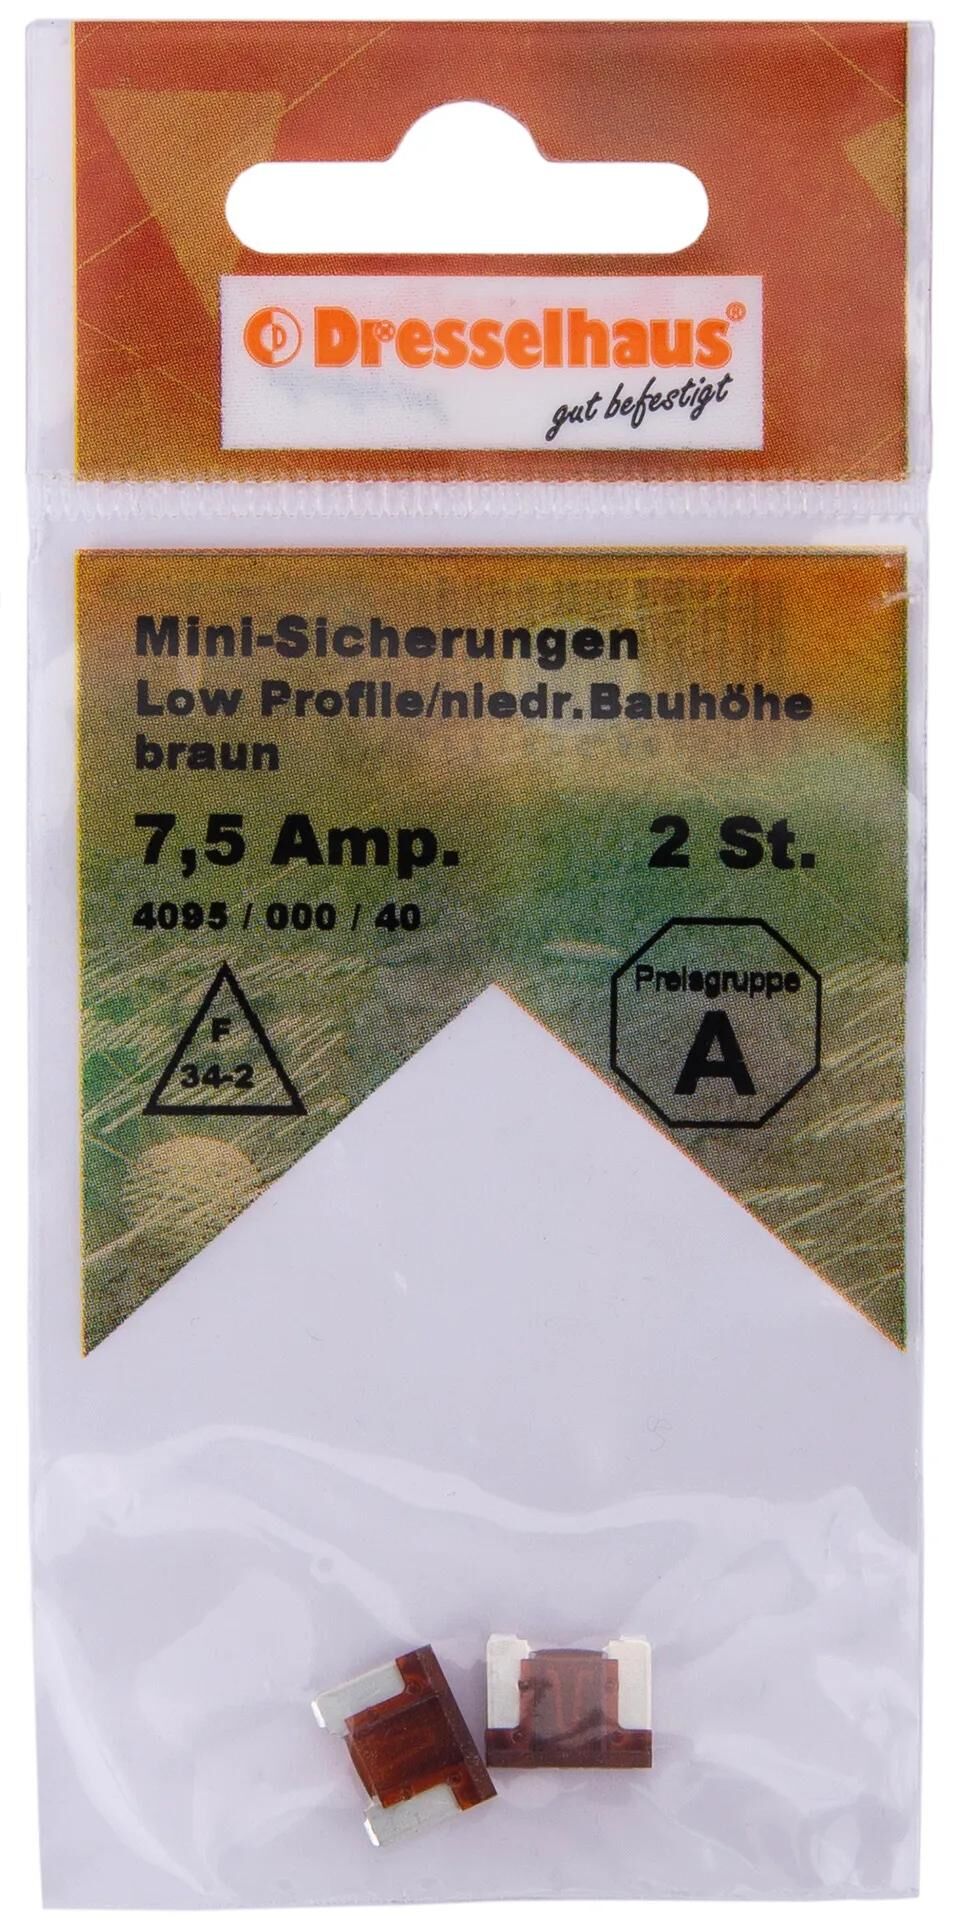 Dresselhaus®
gut befestigt
Mini-Sicherungen
Low Profile/niedr.Bauhöhe
braun
7,5 Amp. 2 St.
4095 / 000 / 40
F
34-2
Preisgruppe
A